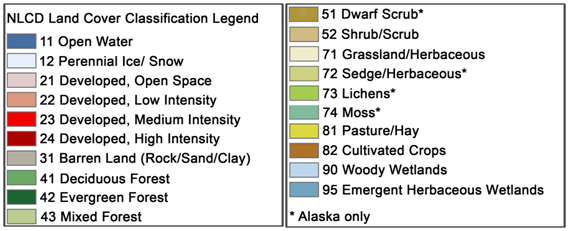 NLCD Land Cover Classification Legend
11 Open Water
12 Perennial Ice/ Snow
21 Developed, Open Space
22 Developed, Low Intensity
23 Developed, Medium Intensity
24 Developed, High Intensity
31 Barren Land (Rock/Sand/Clay)
41 Deciduous Forest
42 Evergreen Forest
43 Mixed Forest
51 Dwarf Scrub*
52 Shrub/Scrub
71 Grassland/Herbaceous
72 Sedge/Herbaceous*
73 Lichens*
74 Moss*
81 Pasture/Hay
82 Cultivated Crops
90 Woody Wetlands
95 Emergent Herbaceous Wetlands
* Alaska only